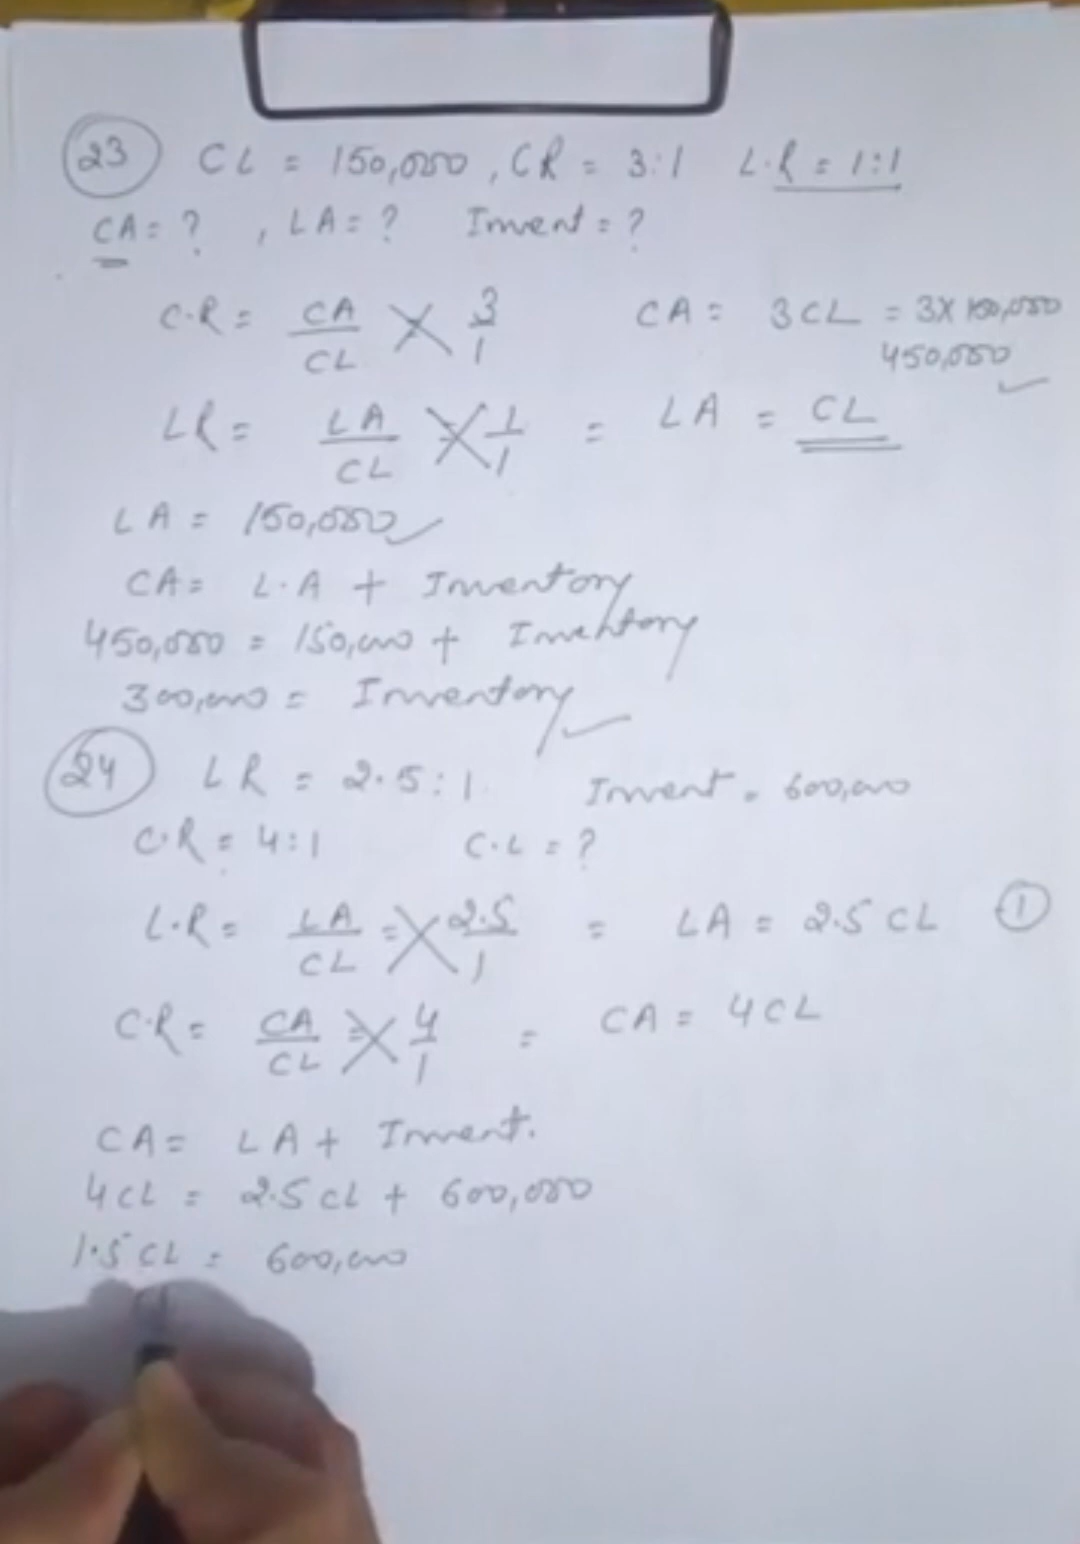 23 CL = 150,000, CR = 3:1 L.R = 1:1
CA = ?, LA = ? Invent = ?
C.R = CA/CL × 3/1 CA = 3CL = 3×150,000
450,000
LR = LA/CL × 1/1 = LA = CL
LA = 150,000
CA = L.A + Inventory
450,000 = 150,000 + Inventory
300,000 = Inventory
24 LR = 2.5:1 Invent. = 600,000
C.R = 4:1 C.L = ?
L.R = LA/CL = 2.5/1 = LA = 2.5 CL 1
C.R = CA/CL = 4/1 = CA = 4CL
CA = LA + Invent.
4CL = 2.5CL + 600,000
1.5CL = 600,000